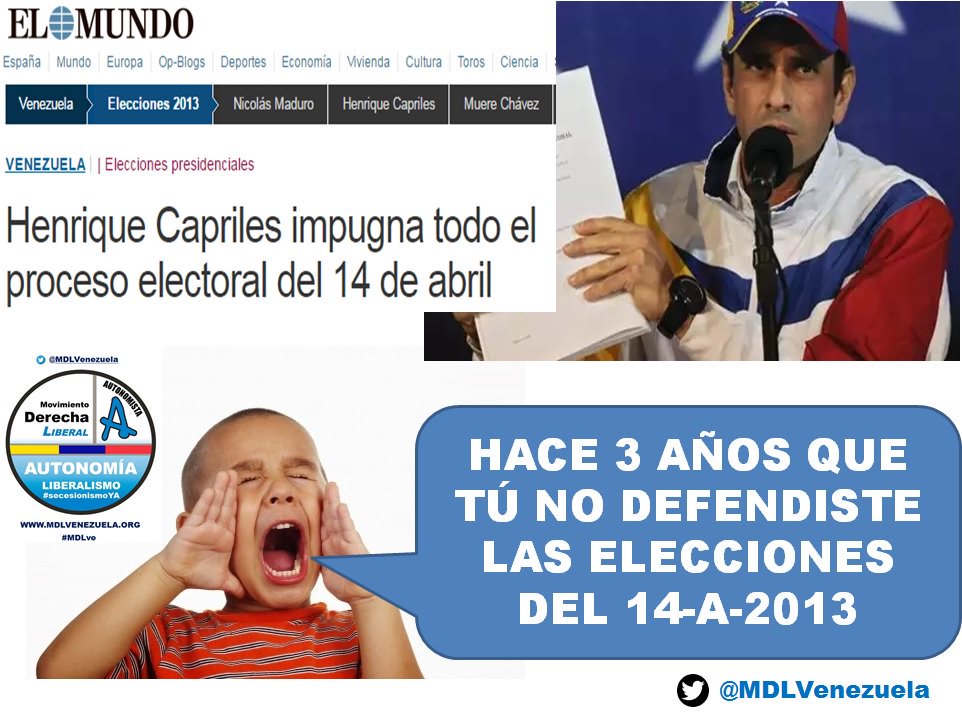 EL MUNDO
España Mundo Europa Op-Blogs Deportes Economía Vivienda Cultura Toros Ciencia
Venezuela Elecciones 2013 Nicolás Maduro Henrique Capriles Muere Chávez
VENEZUELA | Elecciones presidenciales
Henrique Capriles impugna todo el
proceso electoral del 14 de abril
@MDLVenezuela
Movimiento
Derecha
LIBERAL
AUTONOMISTA
A
AUTONOMÍA
LIBERALISMO
#secesionismoYA
WWW.MDLVENEZUELA.ORG
#MDLve
HACE 3 AÑOS QUE
TÚ NO DEFENDISTE
LAS ELECCIONES
DEL 14-A-2013
@MDLVenezuela